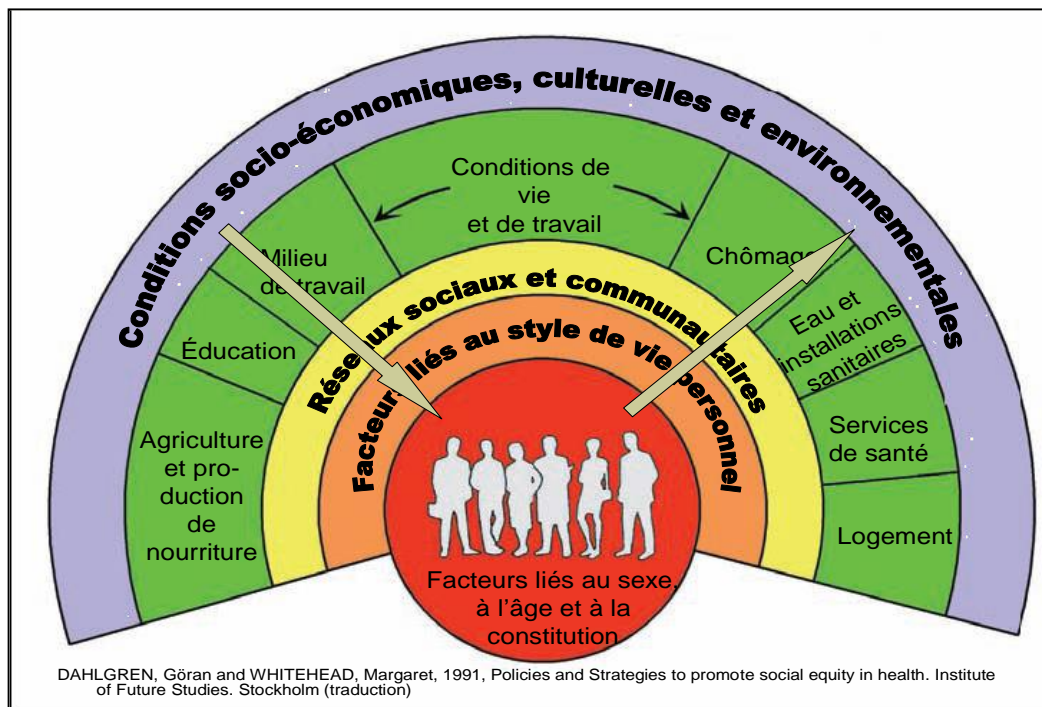 Conditions socio-économiques, culturelles et environnementales
Conditions de
vie
et de travail
Milieu
de travail
Chômage
Éducation
Eau et
installations
sanitaires
Agriculture
et pro-
duction
de
nourriture
Services
de santé
Logement
Réseaux sociaux et communautaires
Facteurs liés au style de vie personnel
Facteurs liés au sexe,
à l'âge et à la
constitution
DAHLGREN, Göran and WHITEHEAD, Margaret, 1991, Policies and Strategies to promote social equity in health. Institute
of Future Studies. Stockholm (traduction)